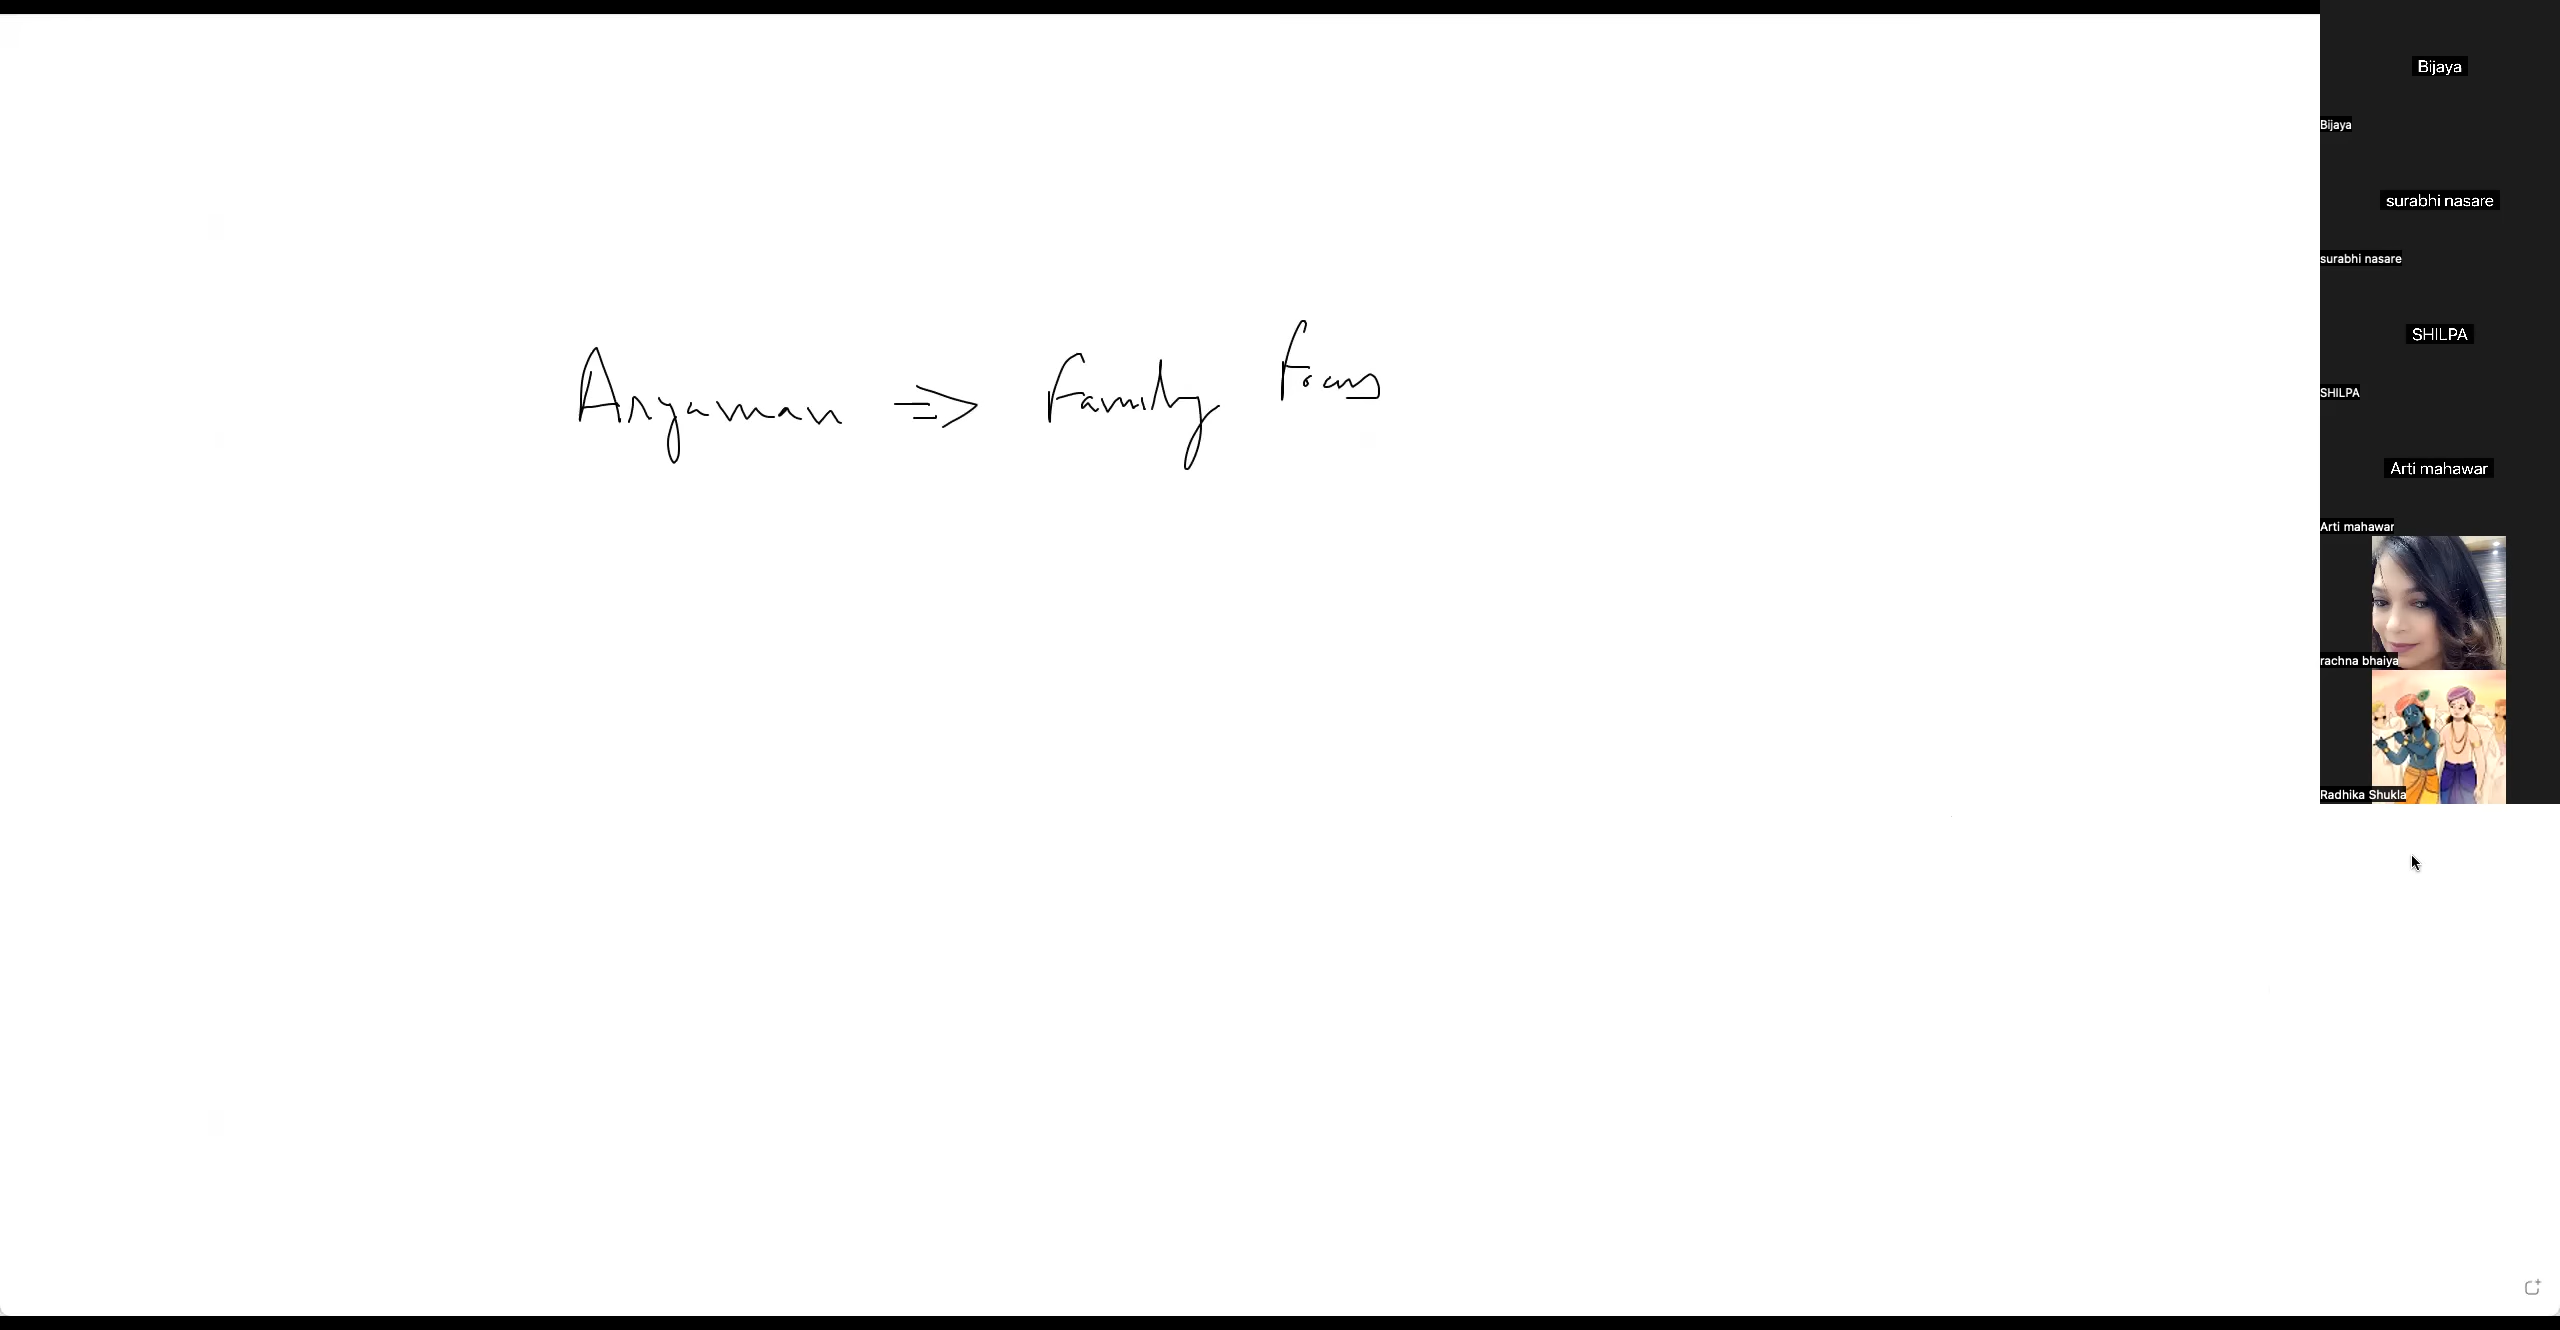 Aryaman ⇒ Family Focus
Bijaya
Bijaya
surabhi nasare
surabhi nasare
SHILPA
SHILPA
Arti mahawar
Arti mahawar
rachna bhaiya
Radhika Shukla